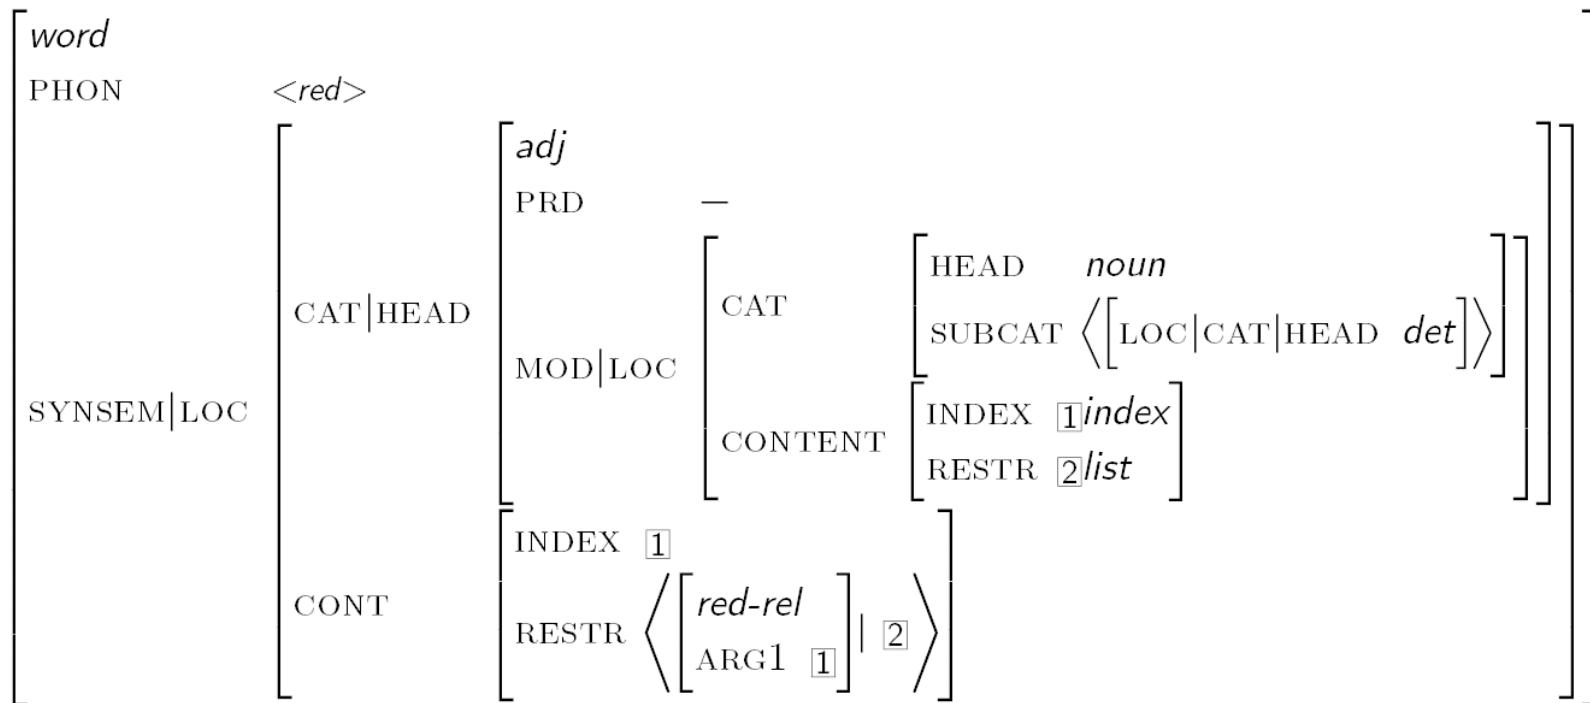 word
PHON <red>
adj
PRD −
HEAD noun
CAT
SUBCAT ⟨[LOC|CAT|HEAD det]⟩
CAT|HEAD
MOD|LOC
SYNSEM|LOC
INDEX 1 index
CONTENT
RESTR 2 list
INDEX 1
CONT
red-rel
RESTR ⟨[ARG1 1] | 2⟩